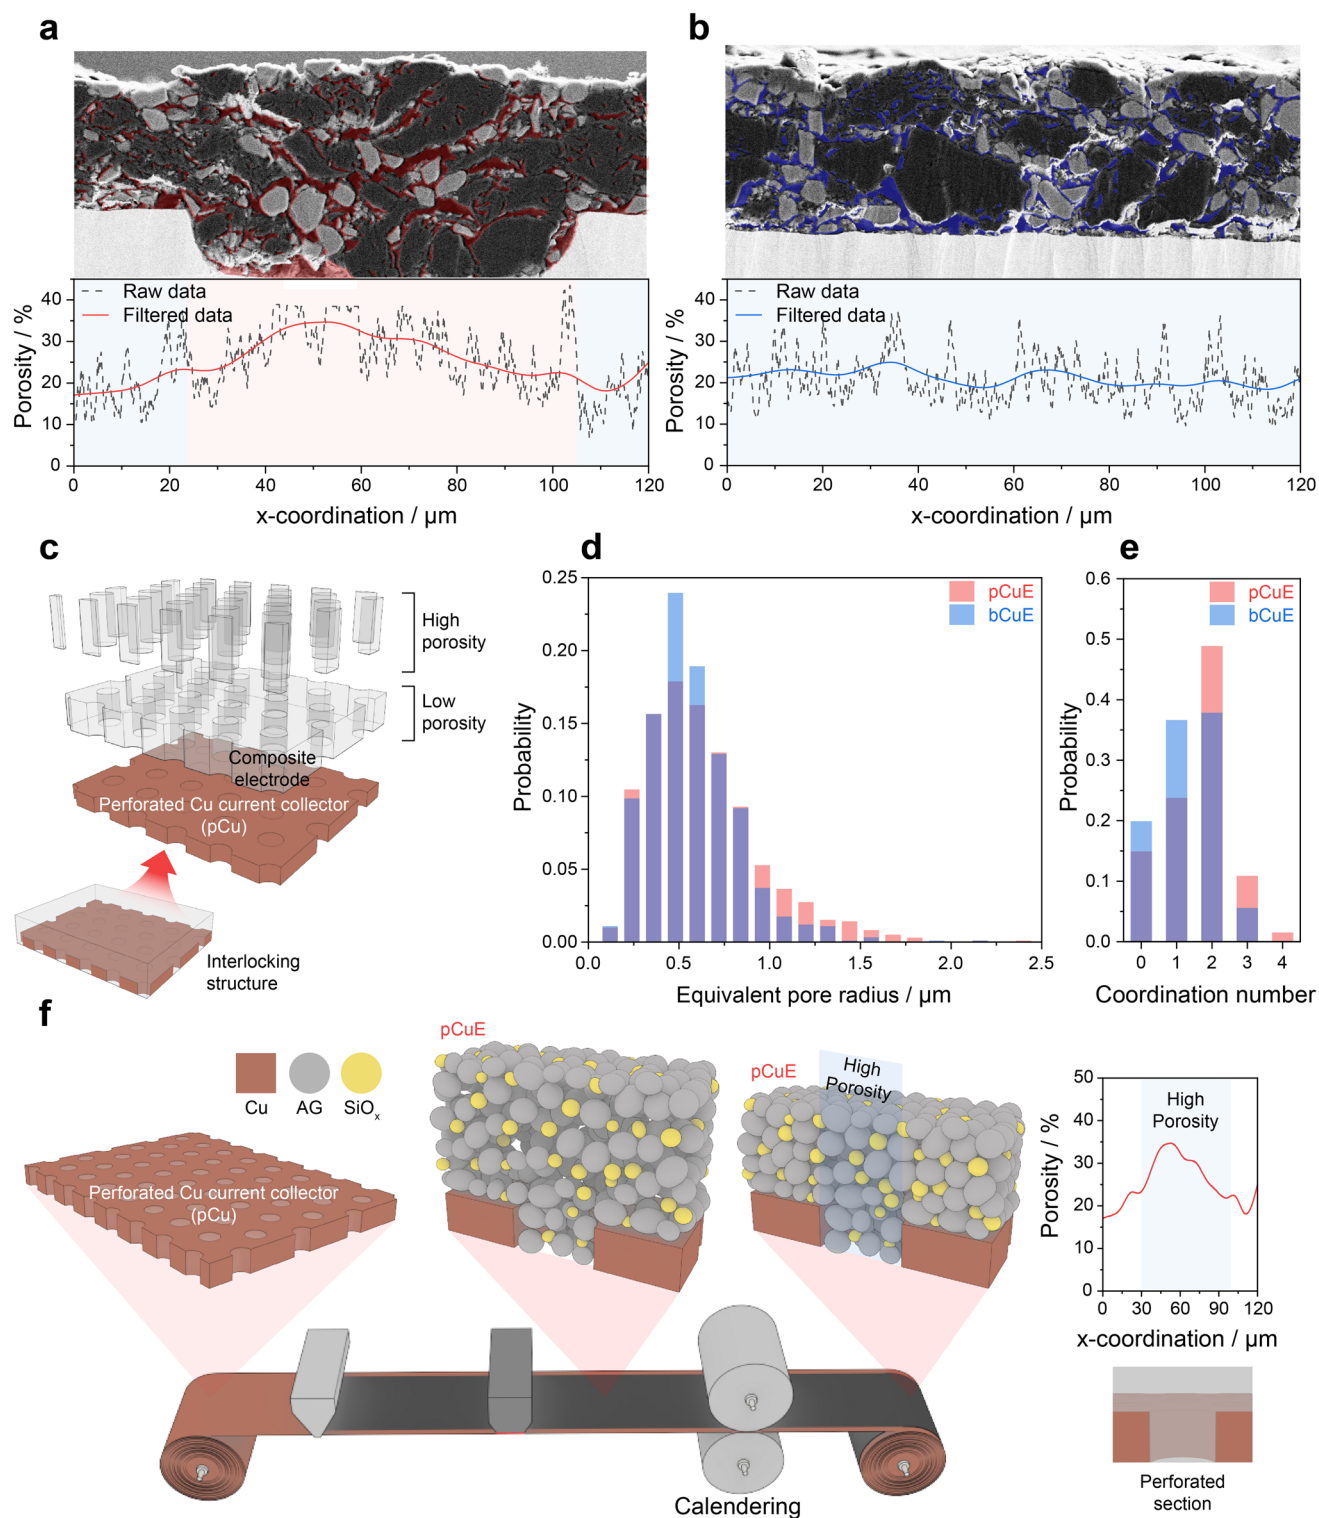 a
Raw data
Filtered data
Porosity / %
40
30
20
10
0
0 20 40 60 80 100 120
x-coordination / μm
b
Raw data
Filtered data
Porosity / %
40
30
20
10
0
0 20 40 60 80 100 120
x-coordination / μm
c
High
porosity
Low
porosity
Composite
electrode
Perforated Cu current collector
(pCu)
Interlocking
structure
d
pCuE
bCuE
Probability
0.25
0.20
0.15
0.10
0.05
0.00
0.0 0.5 1.0 1.5 2.0 2.5
Equivalent pore radius / μm
e
pCuE
bCuE
Probability
0.6
0.5
0.4
0.3
0.2
0.1
0.0
0 1 2 3 4
Coordination number
f
Cu AG SiOx
Perforated Cu current collector
(pCu)
pCuE
pCuE
High
Porosity
Calendering
High
Porosity
Porosity / %
50
40
30
20
10
0
0 30 60 90 120
x-coordination / μm
Perforated
section